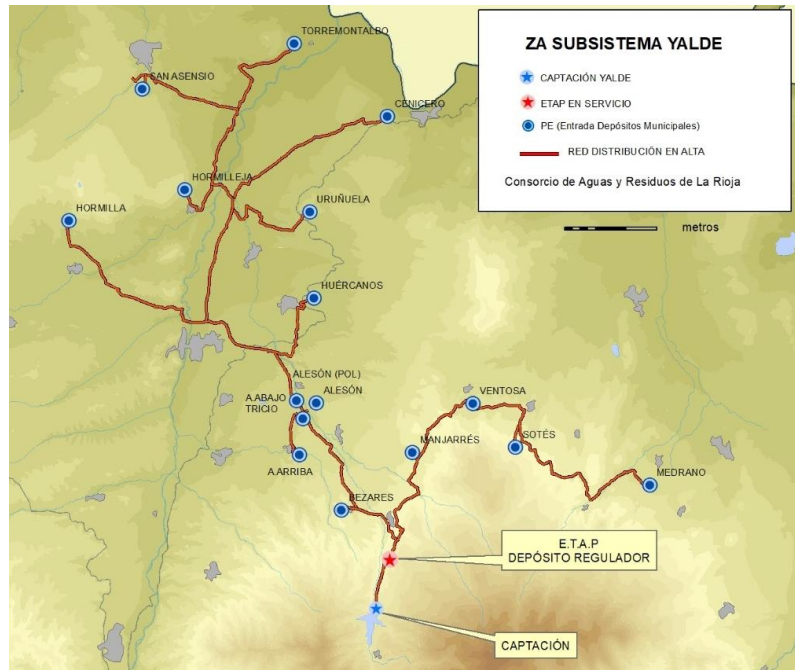 TORREMONTALBO
SAN ASENSIO
CENICERO
HORMILLEJA
HORMILLA
URUÑUELA
HUÉRCANOS
ALESÓN (POL)
A.ABAJO
ALESÓN
TRICIO
A.ARRIBA
VENTOSA
MANJARRÉS
SOTÉS
MEDRANO
BEZARES
E.T.A.P
DEPÓSITO REGULADOR
CAPTACIÓN
ZA SUBSISTEMA YALDE
CAPTACIÓN YALDE
ETAP EN SERVICIO
PE (Entrada Depósitos Municipales)
RED DISTRIBUCIÓN EN ALTA
Consorcio de Aguas y Residuos de La Rioja
metros